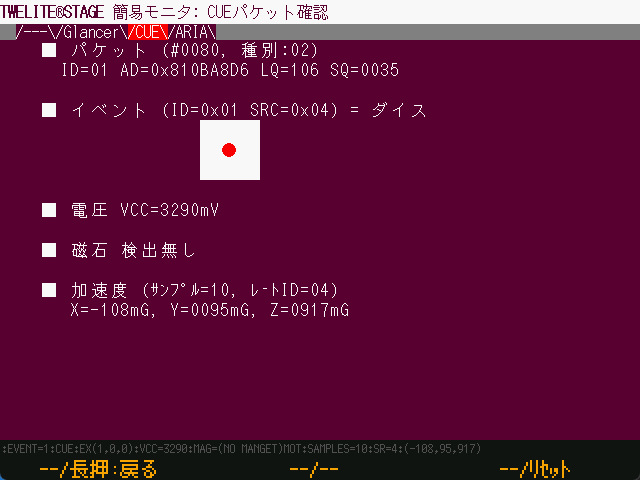 TWELITE®STAGE 簡易モニタ: CUEパケット確認
/---\/Glancer\/CUE\/ARIA\
■ パケット (#0080, 種別:02)
ID=01 AD=0x810BA8D6 LQ=106 SQ=0035
■ イベント (ID=0x01 SRC=0x04) = ダイス
■ 電圧 VCC=3290mV
■ 磁石 検出無し
■ 加速度 (ｻﾝﾌﾟﾙ=10, ﾚｰﾄID=04)
X=-108mG, Y=0095mG, Z=0917mG
:EVENT=1:CUE:EX(1,0,0):VCC=3290:MAG=(NO MANGET)MOT:SAMPLES=10:SR=4:(-108,95,917)
--/長押:戻る --/-- --/ﾘｾｯﾄ